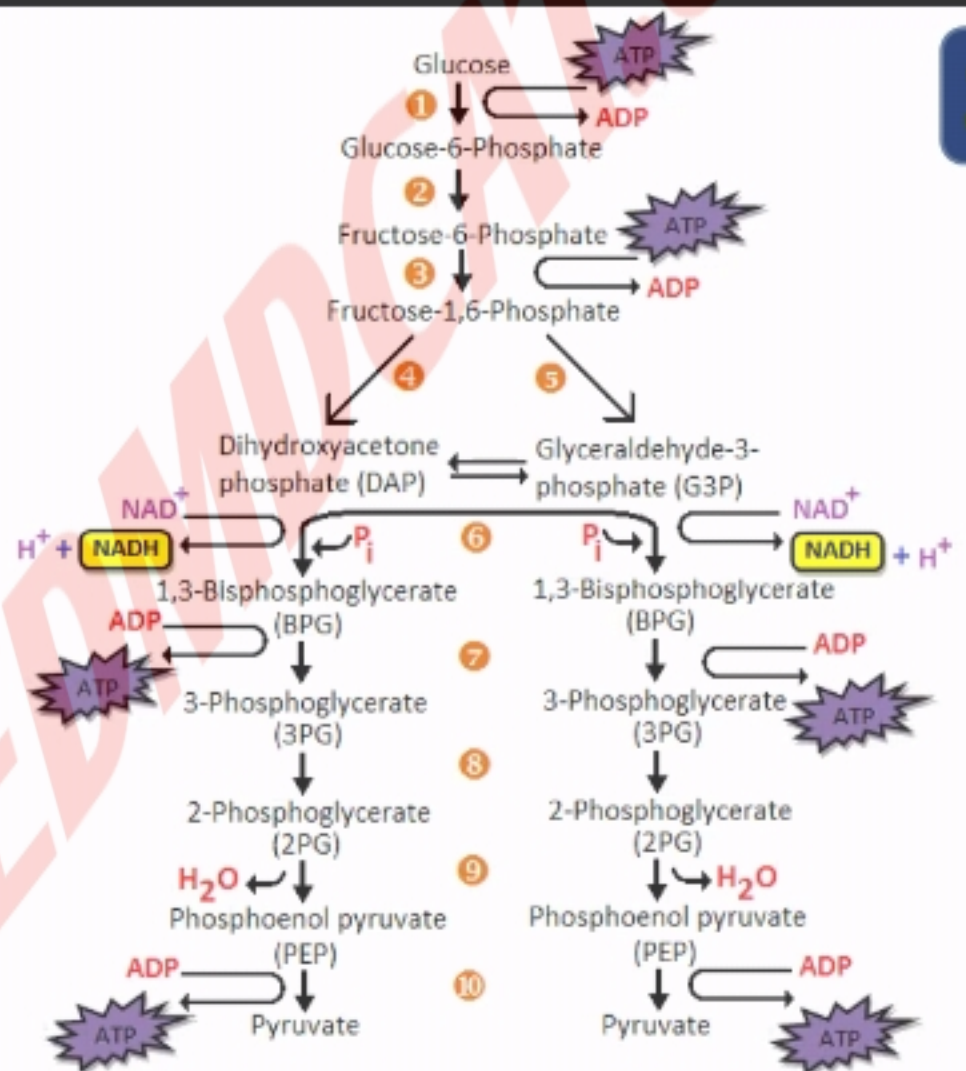 Glucose
ATP
1
ADP
Glucose-6-Phosphate
2
Fructose-6-Phosphate
ATP
3
ADP
Fructose-1,6-Phosphate
4
5
Dihydroxyacetone
phosphate (DAP)
Glyceraldehyde-3-
phosphate (G3P)
NAD+
H+ + NADH
Pi
6
Pi
NAD+
NADH + H+
1,3-Bisphosphoglycerate
(BPG)
1,3-Bisphosphoglycerate
(BPG)
ADP
ATP
7
ADP
ATP
3-Phosphoglycerate
(3PG)
3-Phosphoglycerate
(3PG)
8
2-Phosphoglycerate
(2PG)
2-Phosphoglycerate
(2PG)
H2O
9
H2O
Phosphoenol pyruvate
(PEP)
Phosphoenol pyruvate
(PEP)
ADP
ATP
10
ADP
ATP
Pyruvate
Pyruvate